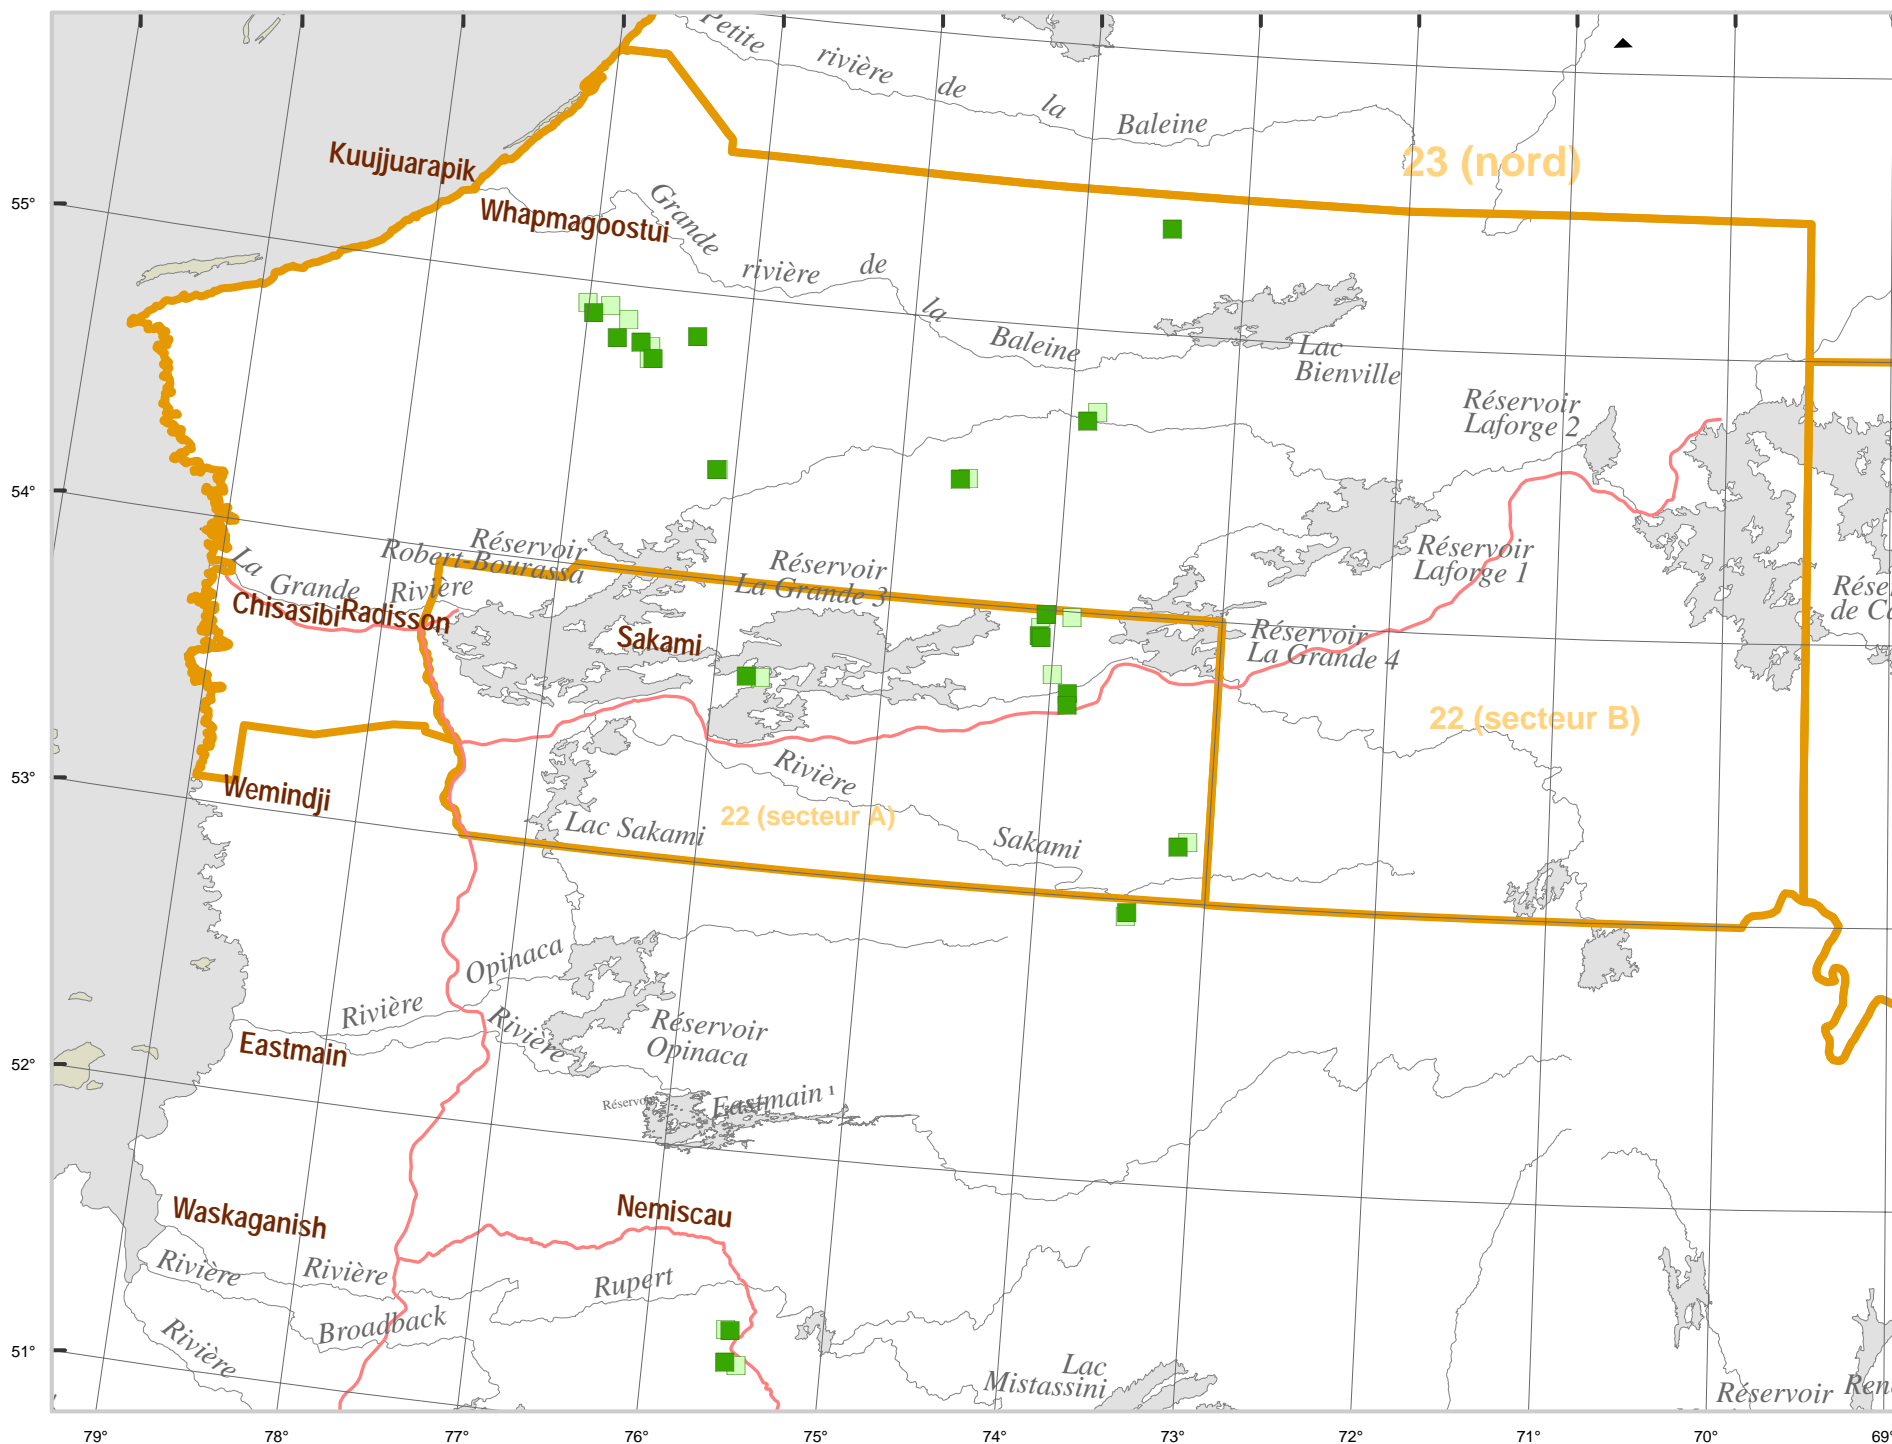 Petite
rivière
de
la
Baleine
23 (nord)
Kuujjuarapik
55°
Whapmagoostui
Grande
rivière
de
la
Baleine
Lac
Bienville
Réservoir
Laforge 2
54°
Réservoir
Robert-Bourassa
Réservoir
La Grande 3
Réservoir
Laforge 1
La
Grande
Rivière
Chisasibi
Radisson
Sakami
Réservoir
La Grande 4
22 (secteur B)
53°
Wemindji
Rivière
Sakami
22 (secteur A)
Lac Sakami
Rivière
Opinaca
Rivière
Réservoir
Opinaca
52°
Eastmain
Réservoir
Eastmain 1
Waskaganish
Nemiscau
Rivière
Rivière
Rupert
Broadback
Rivière
51°
Lac
Mistassini
Réservoir
79°
78°
77°
76°
75°
74°
73°
72°
71°
70°
69°